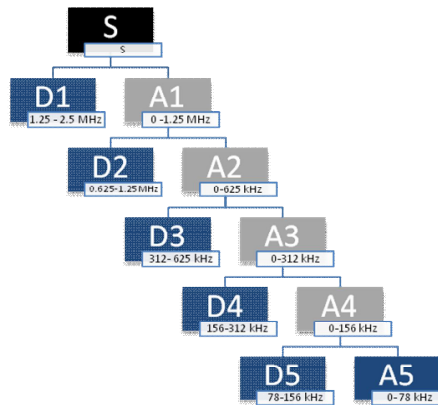 S
S
D1
A1
1.25 - 2.5 MHz
0 -1.25 MHz
D2
A2
0.625-1.25MHz
0-625 kHz
D3
A3
312- 625 kHz
0-312 kHz
D4
A4
156-312 kHz
0-156 kHz
D5
A5
78-156 kHz
0-78 kHz